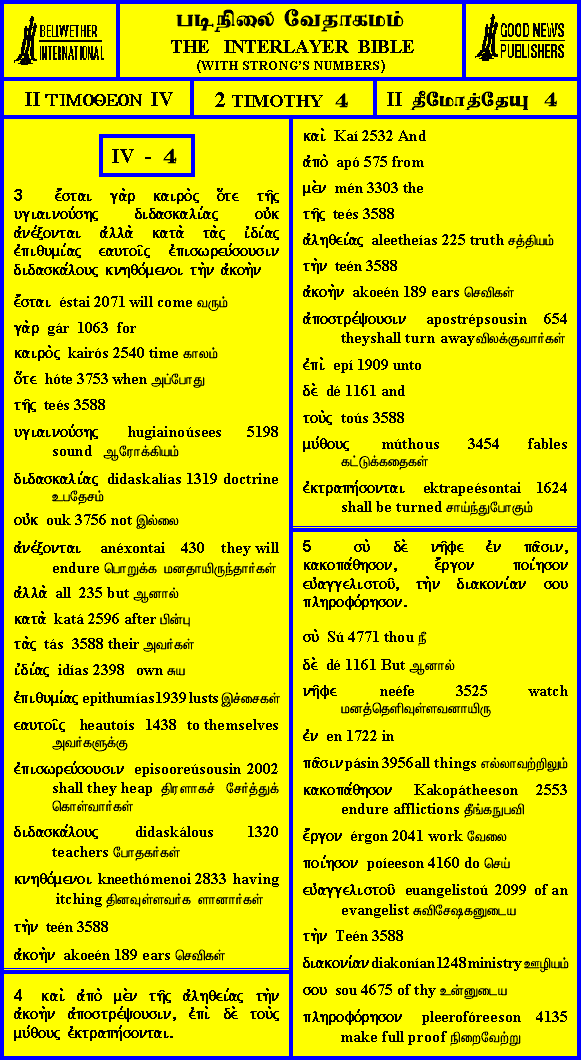 BELLWETHER
INTERNATIONAL
படிநிலை வேதாகமம்
THE INTERLAYER BIBLE
(WITH STRONG'S NUMBERS)
GOOD NEWS
PUBLISHERS
II ΤΙΜΟΘΕΟΝ IV
2 TIMOTHY 4
II தீமோத்தேயு 4
IV - 4
3 ἔσται γὰρ καιρὸς ὅτε τῆς
υγιαινούσης διδασκαλίας οὐκ
ἀνέξονται ἀλλὰ κατὰ τὰς ἰδίας
ἐπιθυμίας εαυτοῖς ἐπισωρεύσουσιν
διδασκάλους κνηθόμενοι τὴν ἀκοὴν
ἔσται éstai 2071 will come வரும்
γὰρ gár 1063 for
καιρὸς kairós 2540 time காலம்
ὅτε hóte 3753 when அப்போது
τῆς teés 3588
υγιαινούσης hugiainoúsees 5198
sound ஆரோக்கியம்
διδασκαλίας didaskalías 1319 doctrine
உபதேசம்
οὐκ ouk 3756 not இல்லை
ἀνέξονται anéxontai 430 they will
endure பொறுக்க மனதாயிருந்தார்கள்
ἀλλὰ all 235 but ஆனால்
κατὰ katá 2596 after பின்பு
τὰς tás 3588 their அவர்கள்
ἰδίας idías 2398 own சுய
ἐπιθυμίας epithumías1939 lusts இச்சைகள்
εαυτοῖς heautoís 1438 to themselves
அவர்களுக்கு
ἐπισωρεύσουσιν episooreúsousin 2002
shall they heap திரளாகச் சேர்த்துக்
கொள்வார்கள்
διδασκάλους didaskálous 1320
teachers போதகர்கள்
κνηθόμενοι kneethómenoi 2833 having
itching தினவுள்ளவர்க ளானார்கள்
τὴν teén 3588
ἀκοὴν akoeén 189 ears செவிகள்
4 καὶ ἀπὸ μὲν τῆς ἀληθείας τὴν
ἀκοὴν ἀποστρέψουσιν, ἐπὶ δὲ τοὺς
μύθους ἐκτραπήσονται.
καὶ Kaí 2532 And
ἀπὸ apó 575 from
μὲν mén 3303 the
τῆς teés 3588
ἀληθείας aleetheías 225 truth சத்தியம்
τὴν teén 3588
ἀκοὴν akoeén 189 ears செவிகள்
ἀποστρέψουσιν apostrépsousin 654
theyshall turn awayவிலக்குவார்கள்
ἐπὶ epí 1909 unto
δὲ dé 1161 and
τοὺς toús 3588
μύθους múthous 3454 fables
கட்டுக்கதைகள்
ἐκτραπήσονται ektrapeésontai 1624
shall be turned சாய்ந்துபோகும்
5 σὺ δὲ νῆφε ἐν πᾶσιν,
κακοπάθησον, ἔργον ποίησον
εὐαγγελιστοῦ, τὴν διακονίαν σου
πληροφόρησον.
σὺ Sú 4771 thou நீ
δὲ dé 1161 But ஆனால்
νῆφε neéfe 3525 watch
மனத்தெளிவுள்ளவனாயிரு
ἐν en 1722 in
πᾶσιν pásin 3956all things எல்லாவற்றிலும்
κακοπάθησον Kakopátheeson 2553
endure afflictions தீங்கநுபவி
ἔργον érgon 2041 work வேலை
ποίησον poíeeson 4160 do செய்
εὐαγγελιστοῦ euangelistoú 2099 of an
evangelist சுவிசேஷகனுடைய
τὴν Teén 3588
διακονίαν diakonían 1248 ministry ஊழியம்
σου sou 4675 of thy உன்னுடைய
πληροφόρησον pleerofóreeson 4135
make full proof நிறைவேற்று